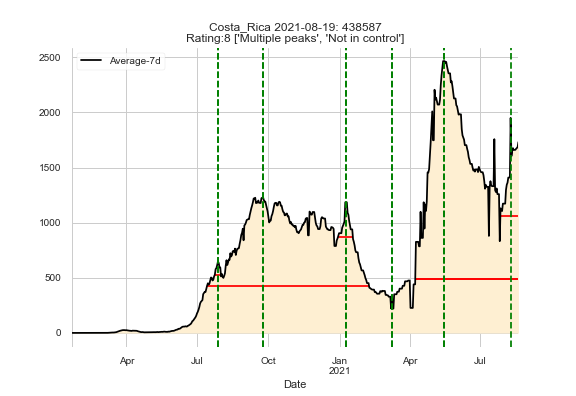 Costa_Rica 2021-08-19: 438587
Rating:8 ['Multiple peaks', 'Not in control']
Average-7d
2500
2000
1500
1000
500
0
Apr Jul Oct Jan Apr Jul
2021
Date